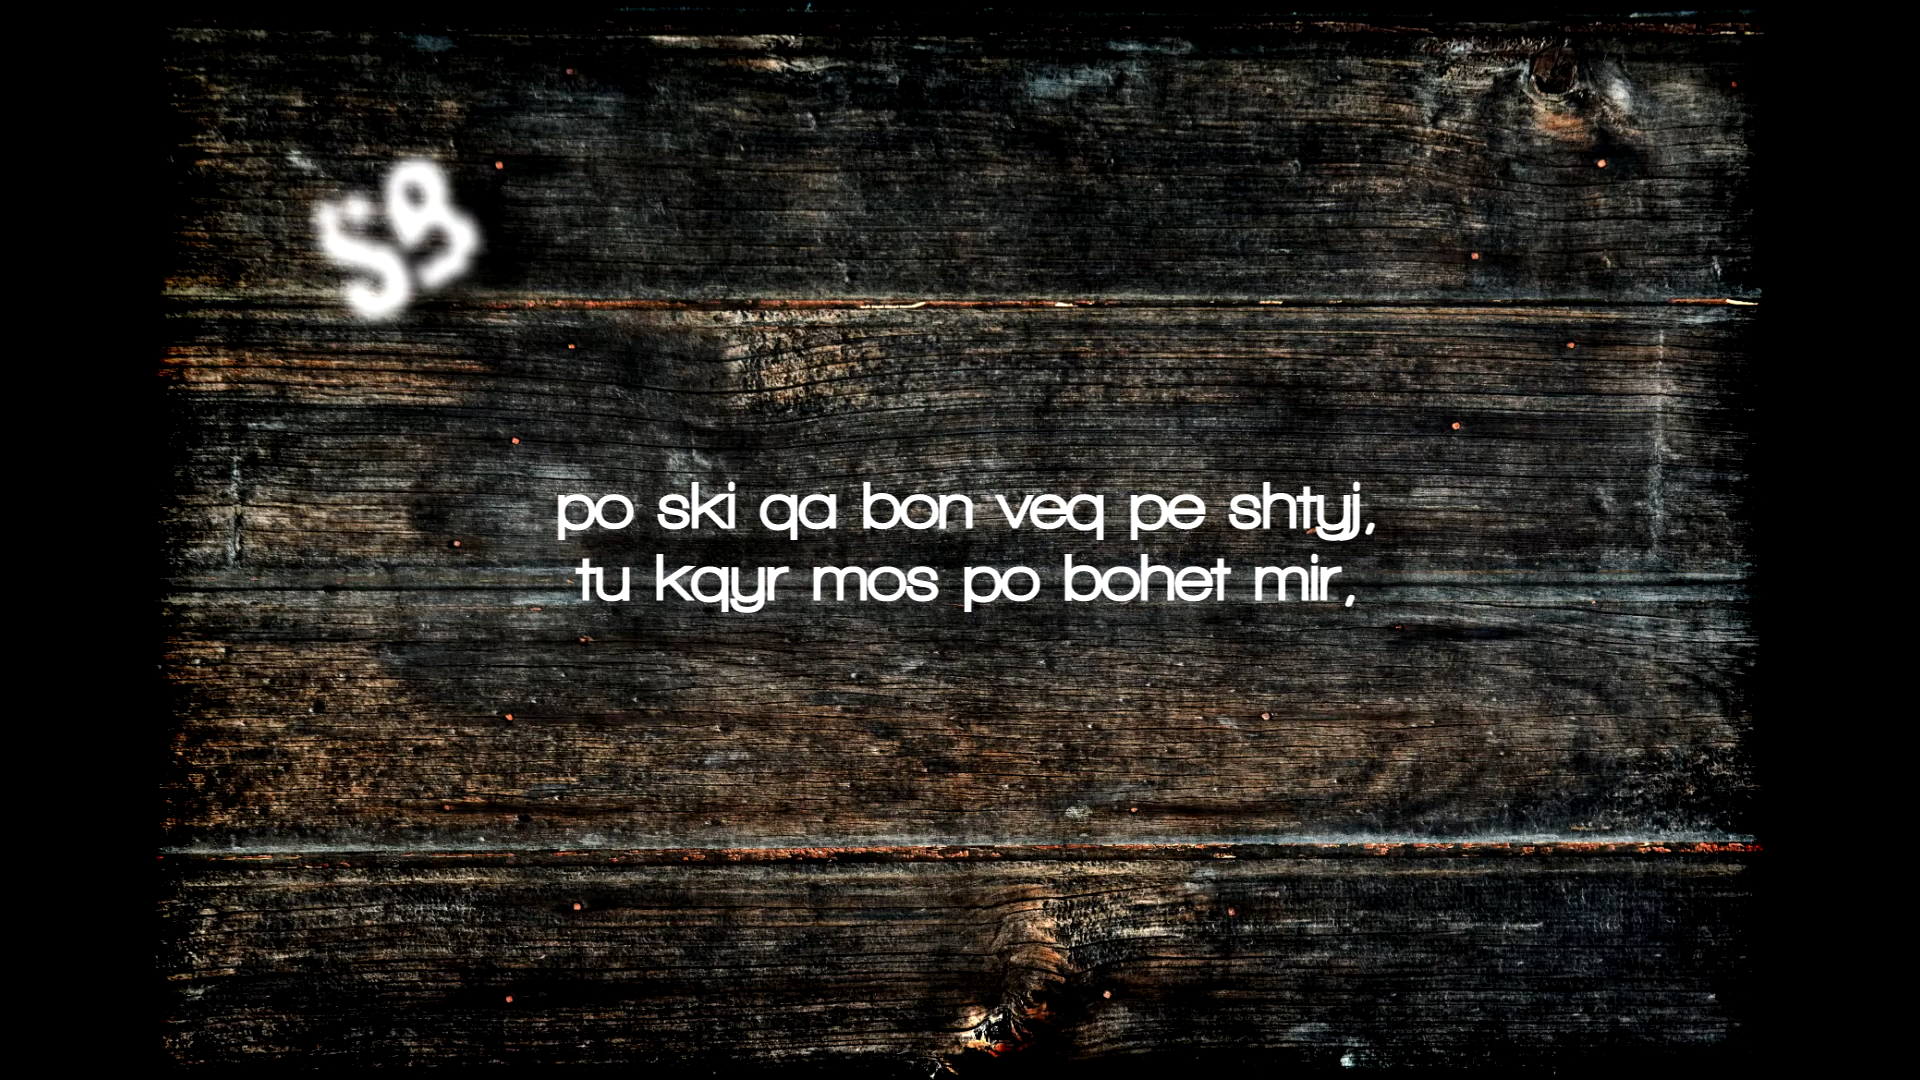 SB
po ski qa bon veq pe shtyj,
tu kqyr mos po bohet mir,